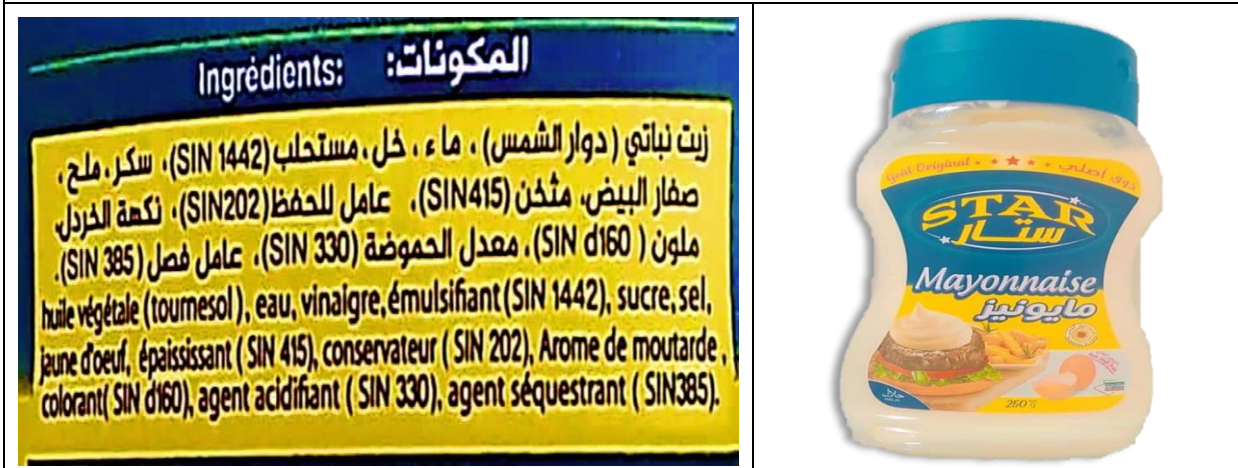 Ingrédients: المكونات:
زيت نباتي ( دوار الشمس) ، ماء ، خل، مستحلب (SIN 1442)، سكر، ملح،
صفار البيض، مثخن (SIN415)، عامل للحفظ (SIN202)، نكهة الخردل،
ملون (SIN d160 )، معدل الحموضة (SIN 330)، عامل فصل (SIN 385).
huile végétale (tournesol), eau, vinaigre, émulsifiant (SIN 1442), sucre, sel,
jaune d'oeuf, épaississant ( SIN 415), conservateur ( SIN 202), Arome de moutarde ,
colorant( SIN d160), agent acidifiant ( SIN 330), agent séquestrant ( SIN385).
Gout Original ذوق أصلي
STAR
ستار
Mayonnaise
مايونيز
حلال
250 g